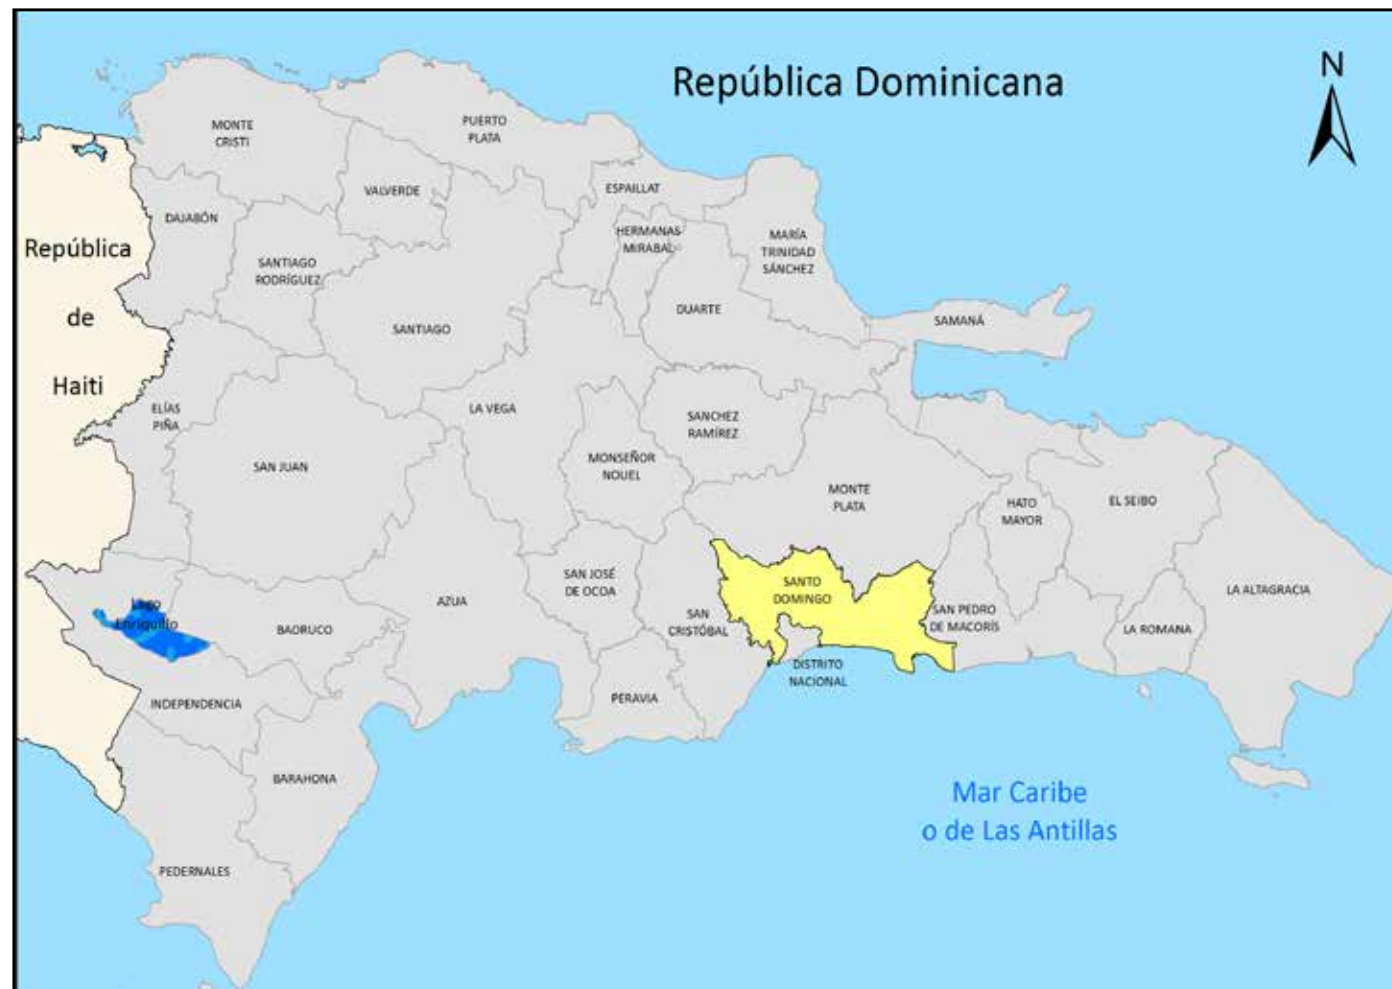 República Dominicana
N
MONTE
CRISTI
PUERTO
PLATA
VALVERDE
ESPAILLAT
DAJABÓN
HERMANAS
MIRABAL
MARÍA
TRINIDAD
SÁNCHEZ
República
de
Haiti
SANTIAGO
RODRÍGUEZ
SANTIAGO
DUARTE
SAMANÁ
ELÍAS
PIÑA
LA VEGA
SANCHEZ
RAMÍREZ
SAN JUAN
MONSEÑOR
NOUEL
MONTE
PLATA
HATO
MAYOR
EL SEIBO
SAN JOSÉ
DE OCOA
SANTO
DOMINGO
LA ALTAGRACIA
AZUA
Lago
Enriquillo
BAORUCO
SAN
CRISTÓBAL
SAN PEDRO
DE MACORÍS
LA ROMANA
DISTRITO
NACIONAL
INDEPENDENCIA
PERAVIA
BARAHONA
Mar Caribe
o de Las Antillas
PEDERNALES